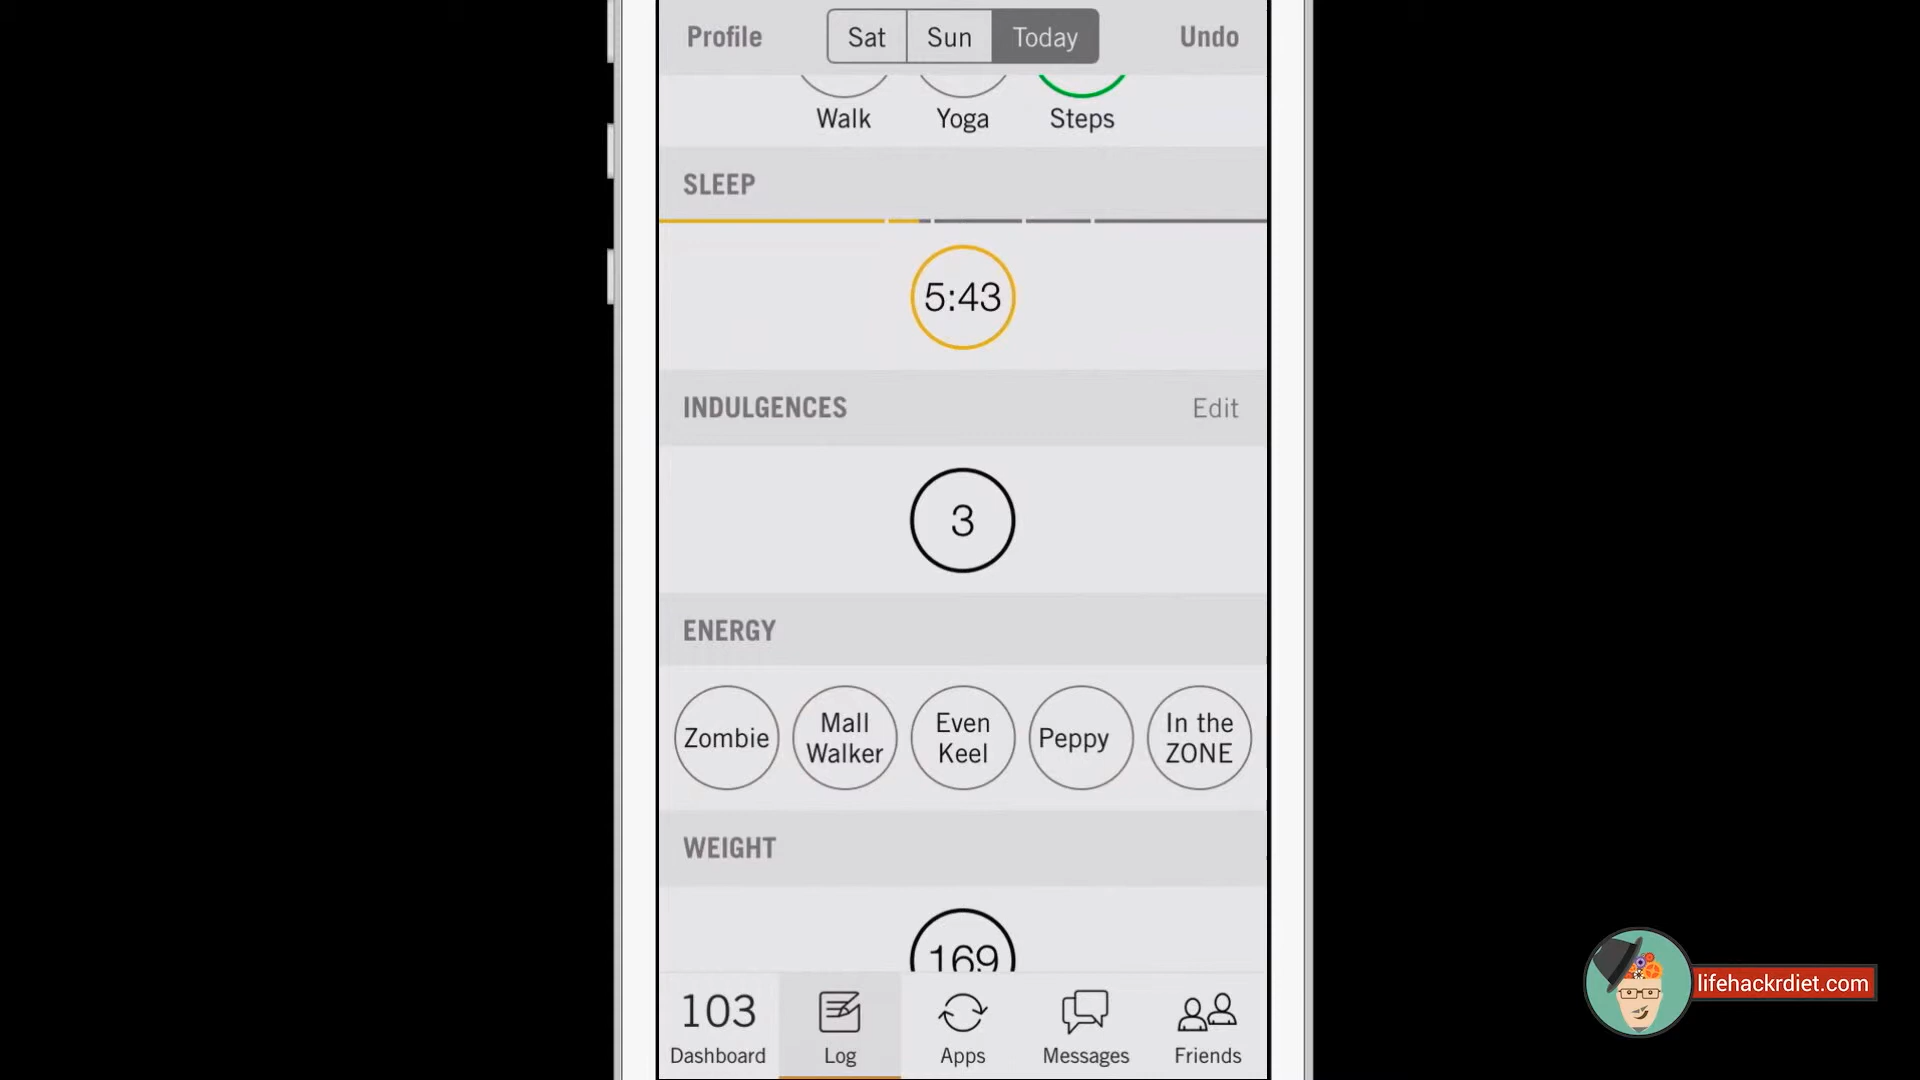 Profile
Sat
Sun
Today
Undo
Walk
Yoga
Steps
SLEEP
5:43
INDULGENCES
Edit
3
ENERGY
Zombie
Mall
Walker
Even
Keel
Peppy
In the
ZONE
WEIGHT
169
103
Dashboard
Log
Apps
Messages
Friends
lifehackrdiet.com